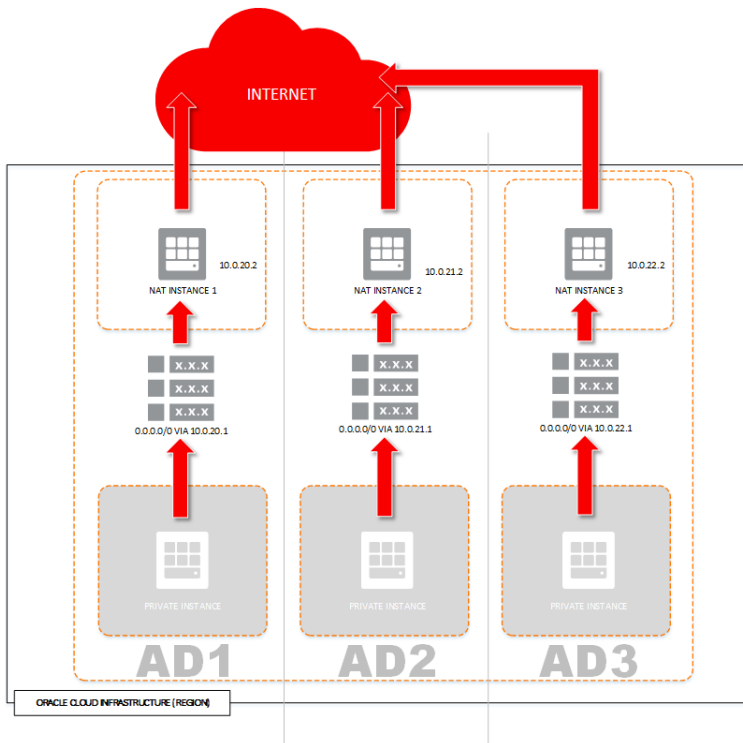 INTERNET
10.0.20.2
NAT INSTANCE 1
10.0.21.2
NAT INSTANCE 2
10.0.22.2
NAT INSTANCE 3
x.x.x
x.x.x
x.x.x
0.0.0.0/0 VIA 10.0.20.1
x.x.x
x.x.x
x.x.x
0.0.0.0/0 VIA 10.0.21.1
x.x.x
x.x.x
x.x.x
0.0.0.0/0 VIA 10.0.22.1
PRIVATE INSTANCE
PRIVATE INSTANCE
PRIVATE INSTANCE
AD1
AD2
AD3
ORACLE CLOUD INFRASTRUCTURE (REGION)